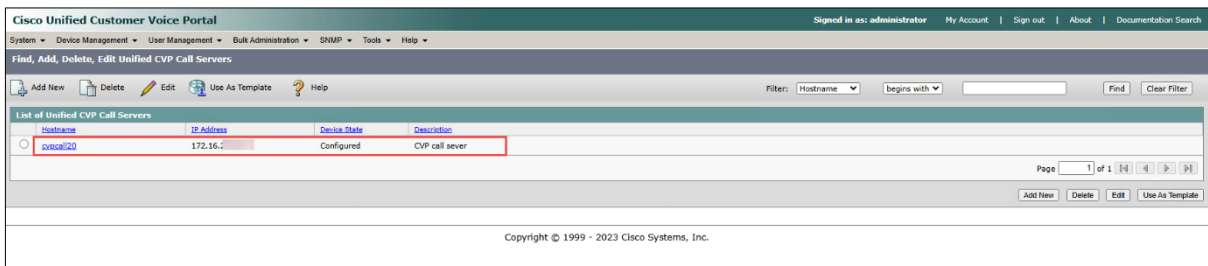 Cisco Unified Customer Voice Portal Signed in as: administrator My Account | Sign out | About | Documentation Search
System Device Management User Management Bulk Administration SNMP Tools Help
Find, Add, Delete, Edit Unified CVP Call Servers
Add New Delete Edit Use As Template Help Filter: Hostname begins with Find Clear Filter
List of Unified CVP Call Servers
Hostname IP Address Device State Description
cvpcall20 172.16. Configured CVP call sever
Page 1 of 1
Add New Delete Edit Use As Template
Copyright © 1999 - 2023 Cisco Systems, Inc.